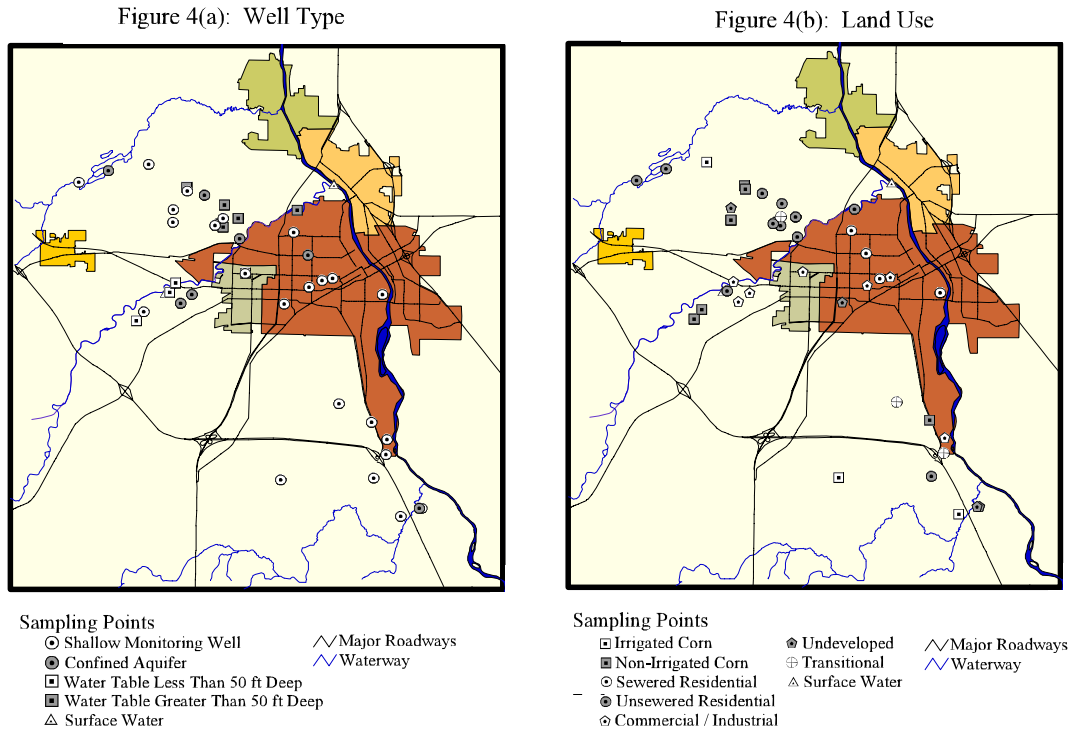 Figure 4(a): Well Type
Figure 4(b): Land Use
Sampling Points
Shallow Monitoring Well
Confined Aquifer
Water Table Less Than 50 ft Deep
Water Table Greater Than 50 ft Deep
Surface Water
Major Roadways
Waterway
Sampling Points
Irrigated Corn
Non-Irrigated Corn
Sewered Residential
Unsewered Residential
Commercial / Industrial
Undeveloped
Transitional
Surface Water
Major Roadways
Waterway